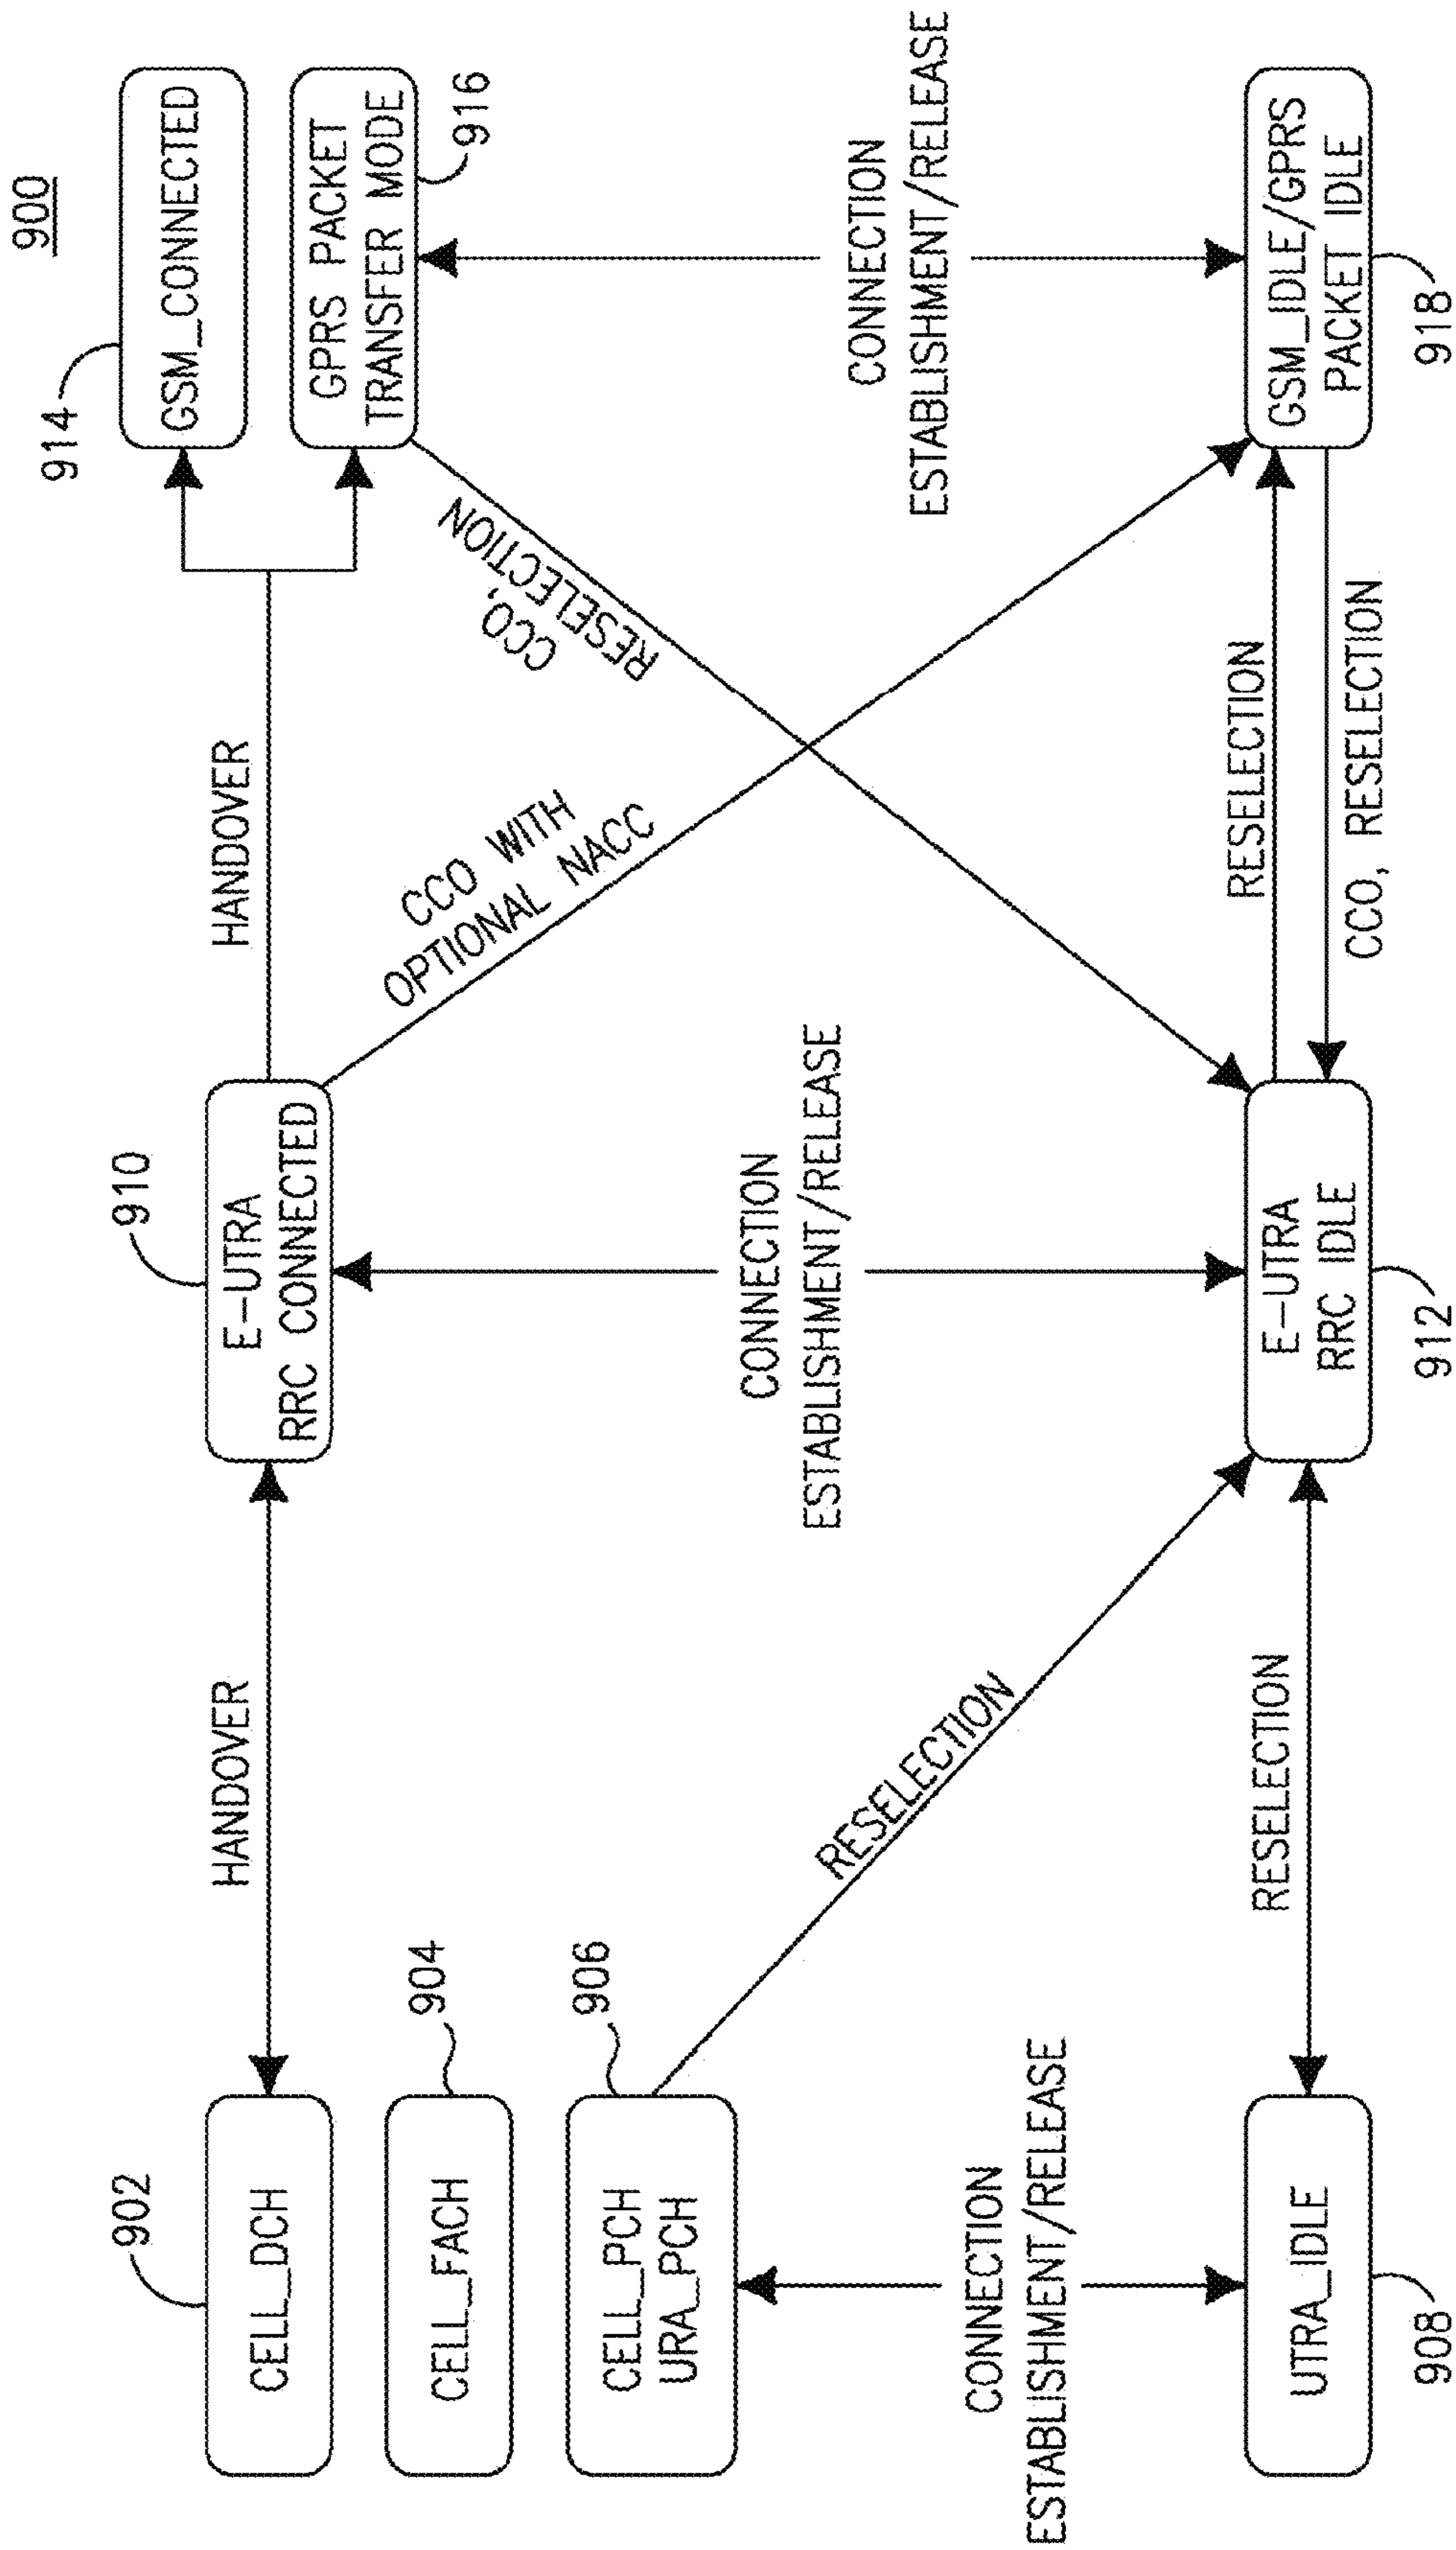 900
902
CELL_DCH
HANDOVER
910
E-UTRA
RRC CONNECTED
HANDOVER
914
GSM_CONNECTED
GPRS PACKET
TRANSFER MODE
916
CELL_FACH
904
CELL_PCH
URA_PCH
906
CCO WITH
OPTIONAL NACC
CCO,
RESELECTION
CONNECTION
ESTABLISHMENT/RELEASE
RESELECTION
CONNECTION
ESTABLISHMENT/RELEASE
CONNECTION
ESTABLISHMENT/RELEASE
UTRA_IDLE
908
RESELECTION
E-UTRA
RRC IDLE
912
RESELECTION
CCO, RESELECTION
GSM_IDLE/GPRS
PACKET IDLE
918